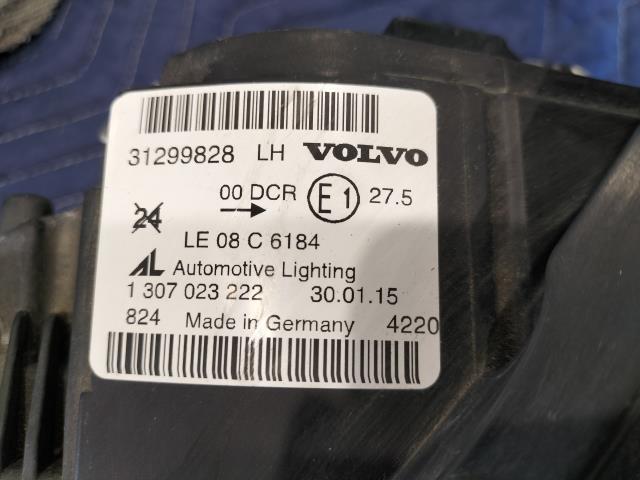 31299828 LH VOLVO
00 DCR E1 27.5
24
LE 08 C 6184
AL Automotive Lighting
1 307 023 222 30.01.15
824 Made in Germany 4220